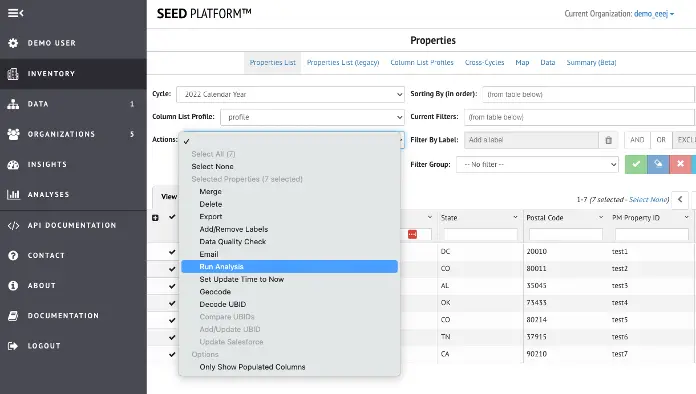 SEED PLATFORM™
Current Organization: demo_eeej
DEMO USER
INVENTORY
DATA 1
ORGANIZATIONS 5
INSIGHTS
ANALYSES
API DOCUMENTATION
CONTACT
ABOUT
DOCUMENTATION
LOGOUT
Properties
Properties List Properties List (legacy) Column List Profiles Cross-Cycles Map Data Summary (Beta)
Cycle: 2022 Calendar Year Sorting By (in order): (from table below)
Column List Profile: profile Current Filters: (from table below)
Actions: Filter By Label: Add a label AND OR
Filter Group: -- No filter --
Select All (7)
Select None
Selected Properties (7 selected)
Merge
Delete
Export
Add/Remove Labels
Data Quality Check
Email
Run Analysis
Set Update Time to Now
Geocode
Decode UBID
Compare UBIDs
Add/Update UBID
Update Salesforce
Options
Only Show Populated Columns
View 1-7 (7 selected - Select None)
State Postal Code PM Property ID
DC 20010 test1
CO 80011 test2
AL 35045 test3
OK 73433 test4
CO 80214 test5
TN 37915 test6
CA 90210 test7